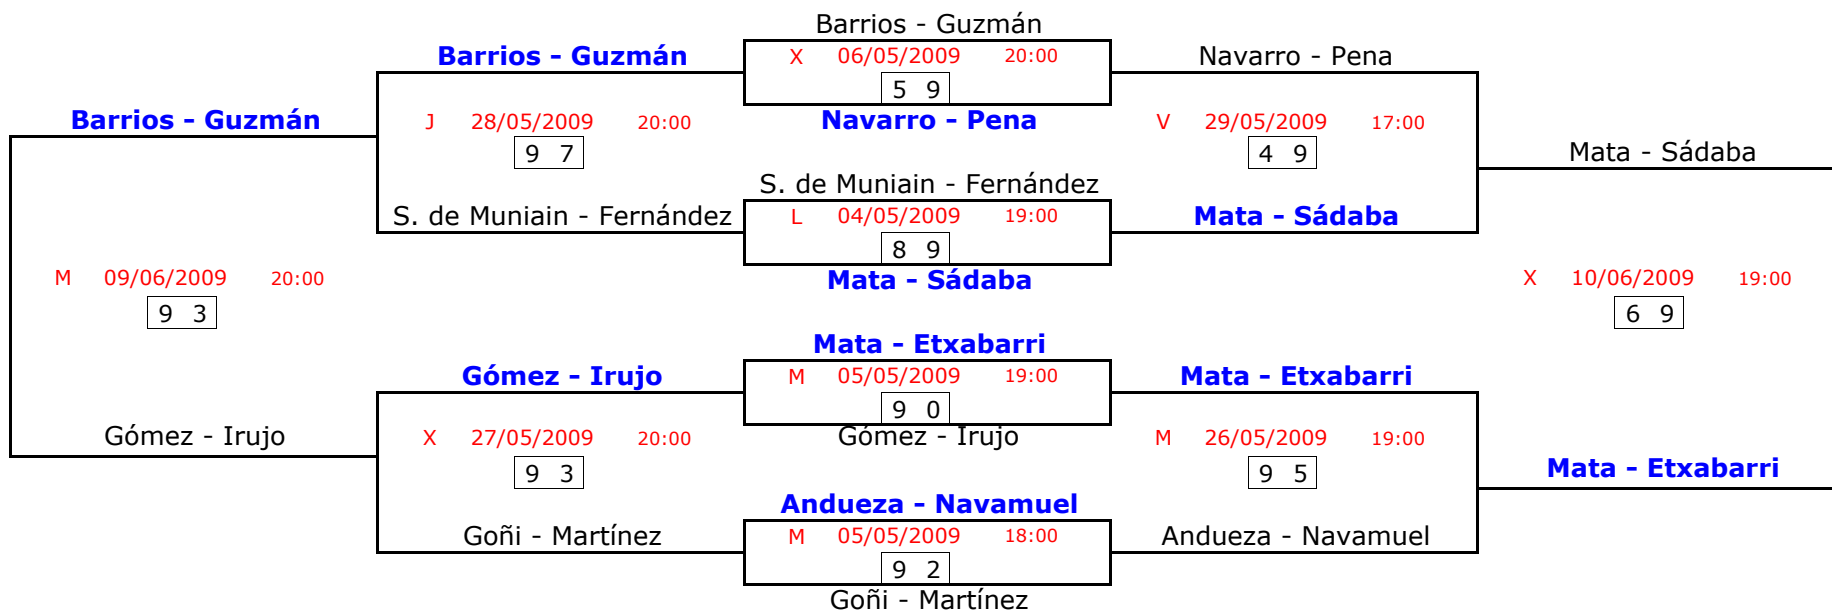 Barrios - Guzmán
Barrios - Guzmán
X 06/05/2009 20:00
Navarro - Pena
5 9
Barrios - Guzmán
J 28/05/2009 20:00
Navarro - Pena
V 29/05/2009 17:00
9 7
4 9
Mata - Sádaba
S. de Muniain - Fernández
S. de Muniain - Fernández
L 04/05/2009 19:00
Mata - Sádaba
8 9
M 09/06/2009 20:00
Mata - Sádaba
X 10/06/2009 19:00
9 3
6 9
Mata - Etxabarri
Gómez - Irujo
M 05/05/2009 19:00
Mata - Etxabarri
9 0
Gómez - Irujo
X 27/05/2009 20:00
Gómez - Irujo
M 26/05/2009 19:00
9 3
9 5
Mata - Etxabarri
Andueza - Navamuel
Goñi - Martínez
M 05/05/2009 18:00
Andueza - Navamuel
9 2
Goñi - Martínez